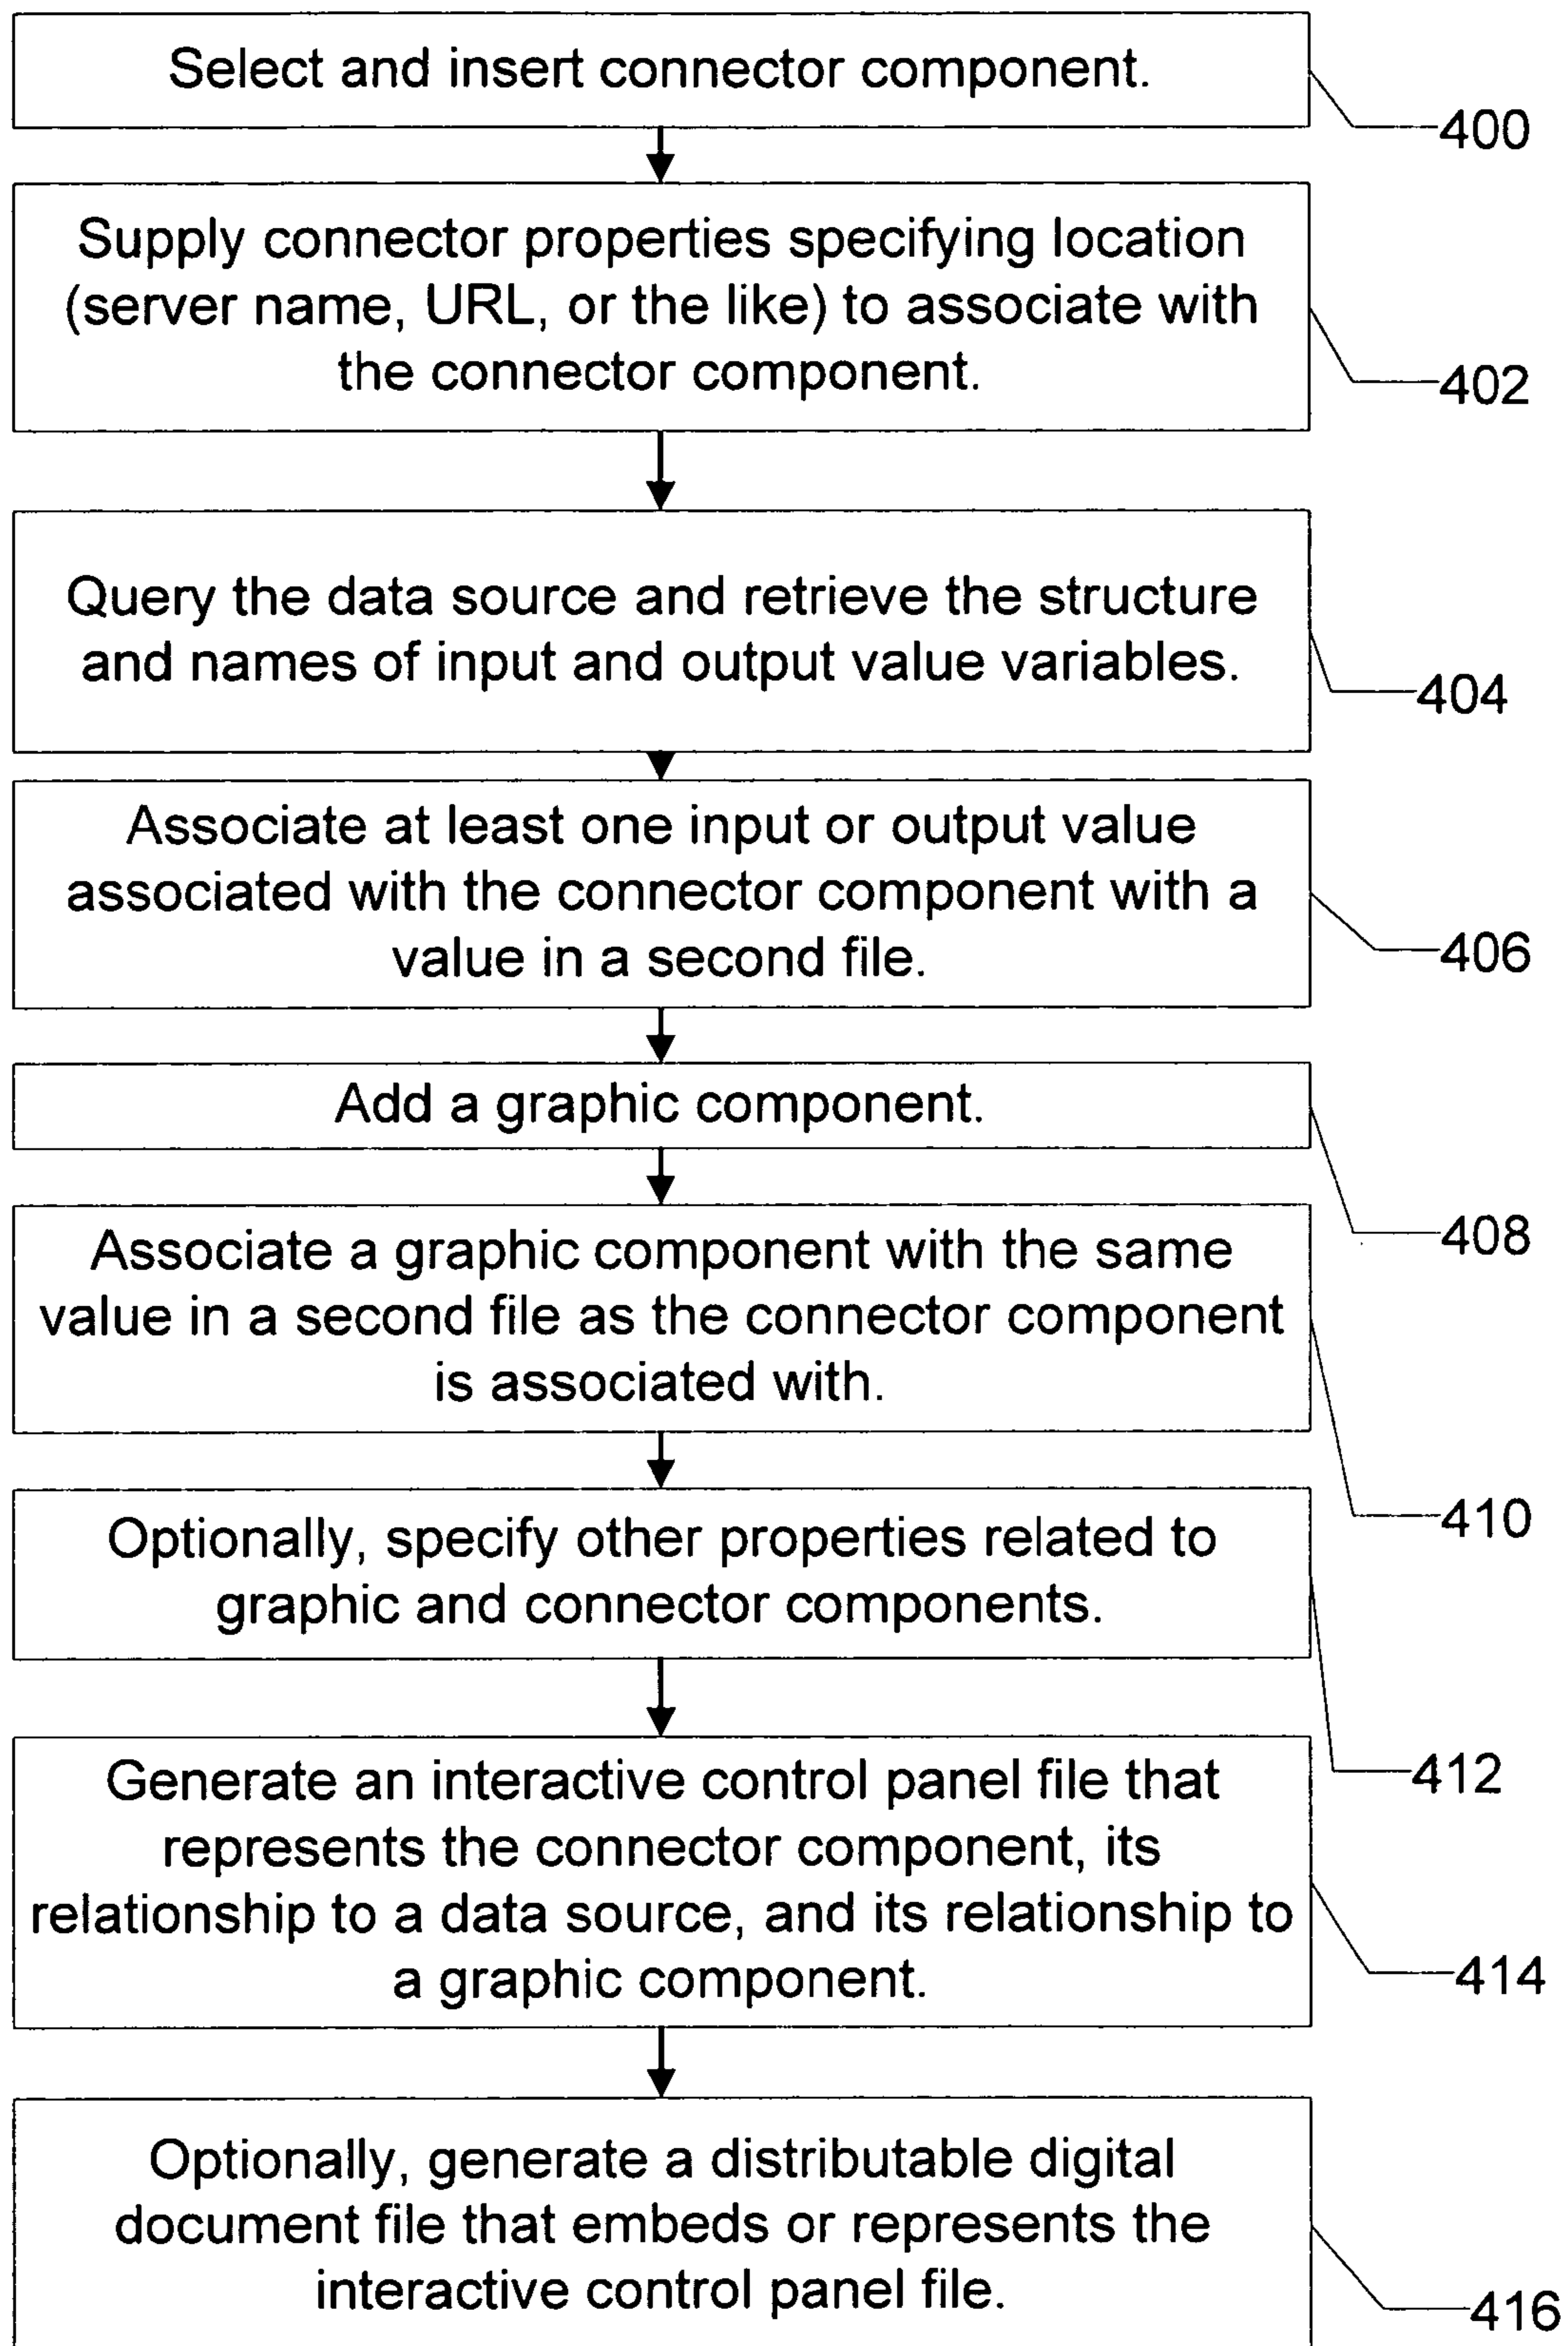 Select and insert connector component.
400
Supply connector properties specifying location
(server name, URL, or the like) to associate with
the connector component.
402
Query the data source and retrieve the structure
and names of input and output value variables.
404
Associate at least one input or output value
associated with the connector component with a
value in a second file.
406
Add a graphic component.
408
Associate a graphic component with the same
value in a second file as the connector component
is associated with.
410
Optionally, specify other properties related to
graphic and connector components.
412
Generate an interactive control panel file that
represents the connector component, its
relationship to a data source, and its relationship to
a graphic component.
414
Optionally, generate a distributable digital
document file that embeds or represents the
interactive control panel file.
416